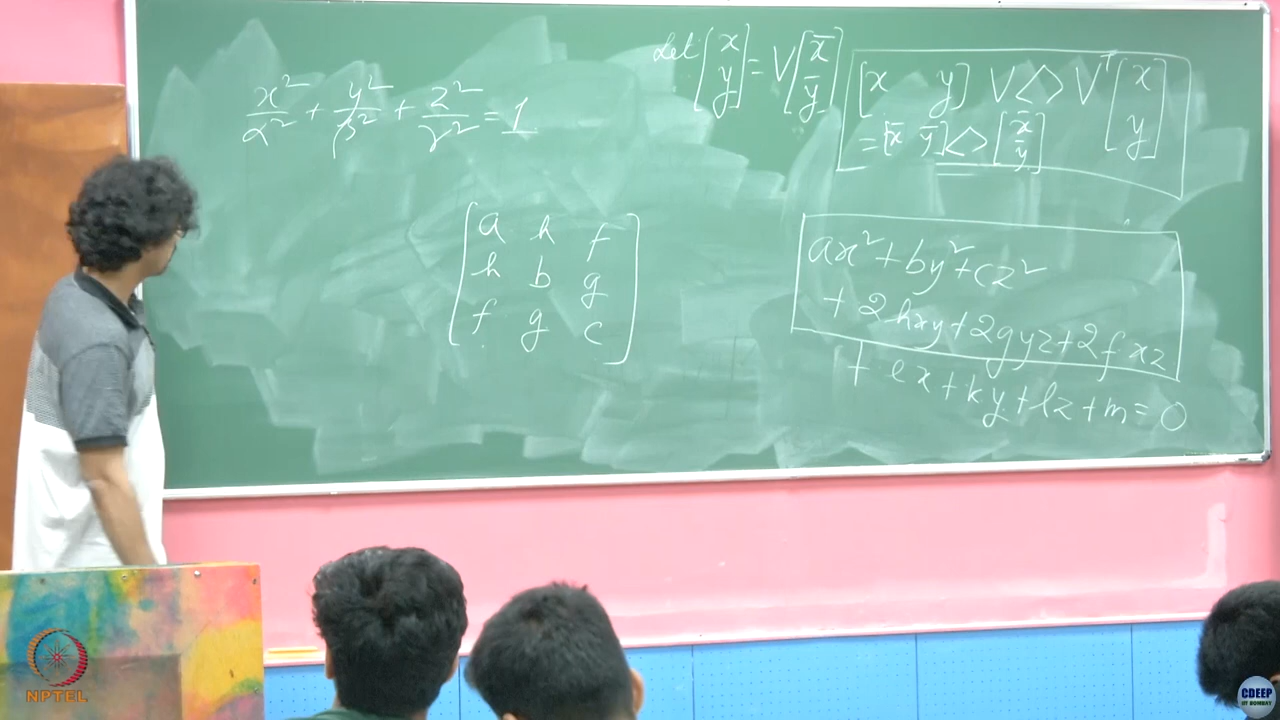 x²/α² + y²/β² + z²/γ² = 1
Let [x y] = V [x̄ ȳ]
[x y] V <> Vᵀ [x y]
= [x̄ ȳ] <> [x̄ ȳ]
a h f
h b g
f g c
ax² + by² + cz²
+ 2hxy + 2gyz + 2fxz
+ ex + ky + lz + m = 0
NPTEL
CDEEP
IIT BOMBAY